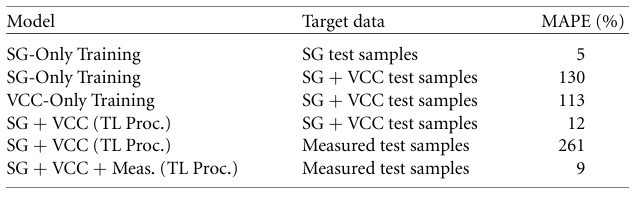 Model Target data MAPE (%)
SG-Only Training SG test samples 5
SG-Only Training SG + VCC test samples 130
VCC-Only Training SG + VCC test samples 113
SG + VCC (TL Proc.) SG + VCC test samples 12
SG + VCC (TL Proc.) Measured test samples 261
SG + VCC + Meas. (TL Proc.) Measured test samples 9